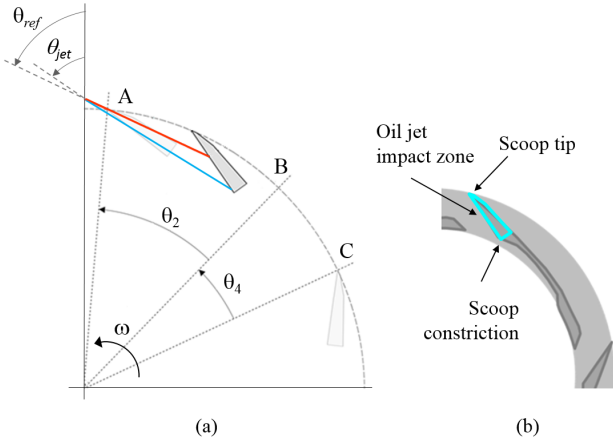 θref
θjet
A
B
C
θ2
θ4
ω
(a)
Oil jet
impact zone
Scoop tip
Scoop
constriction
(b)